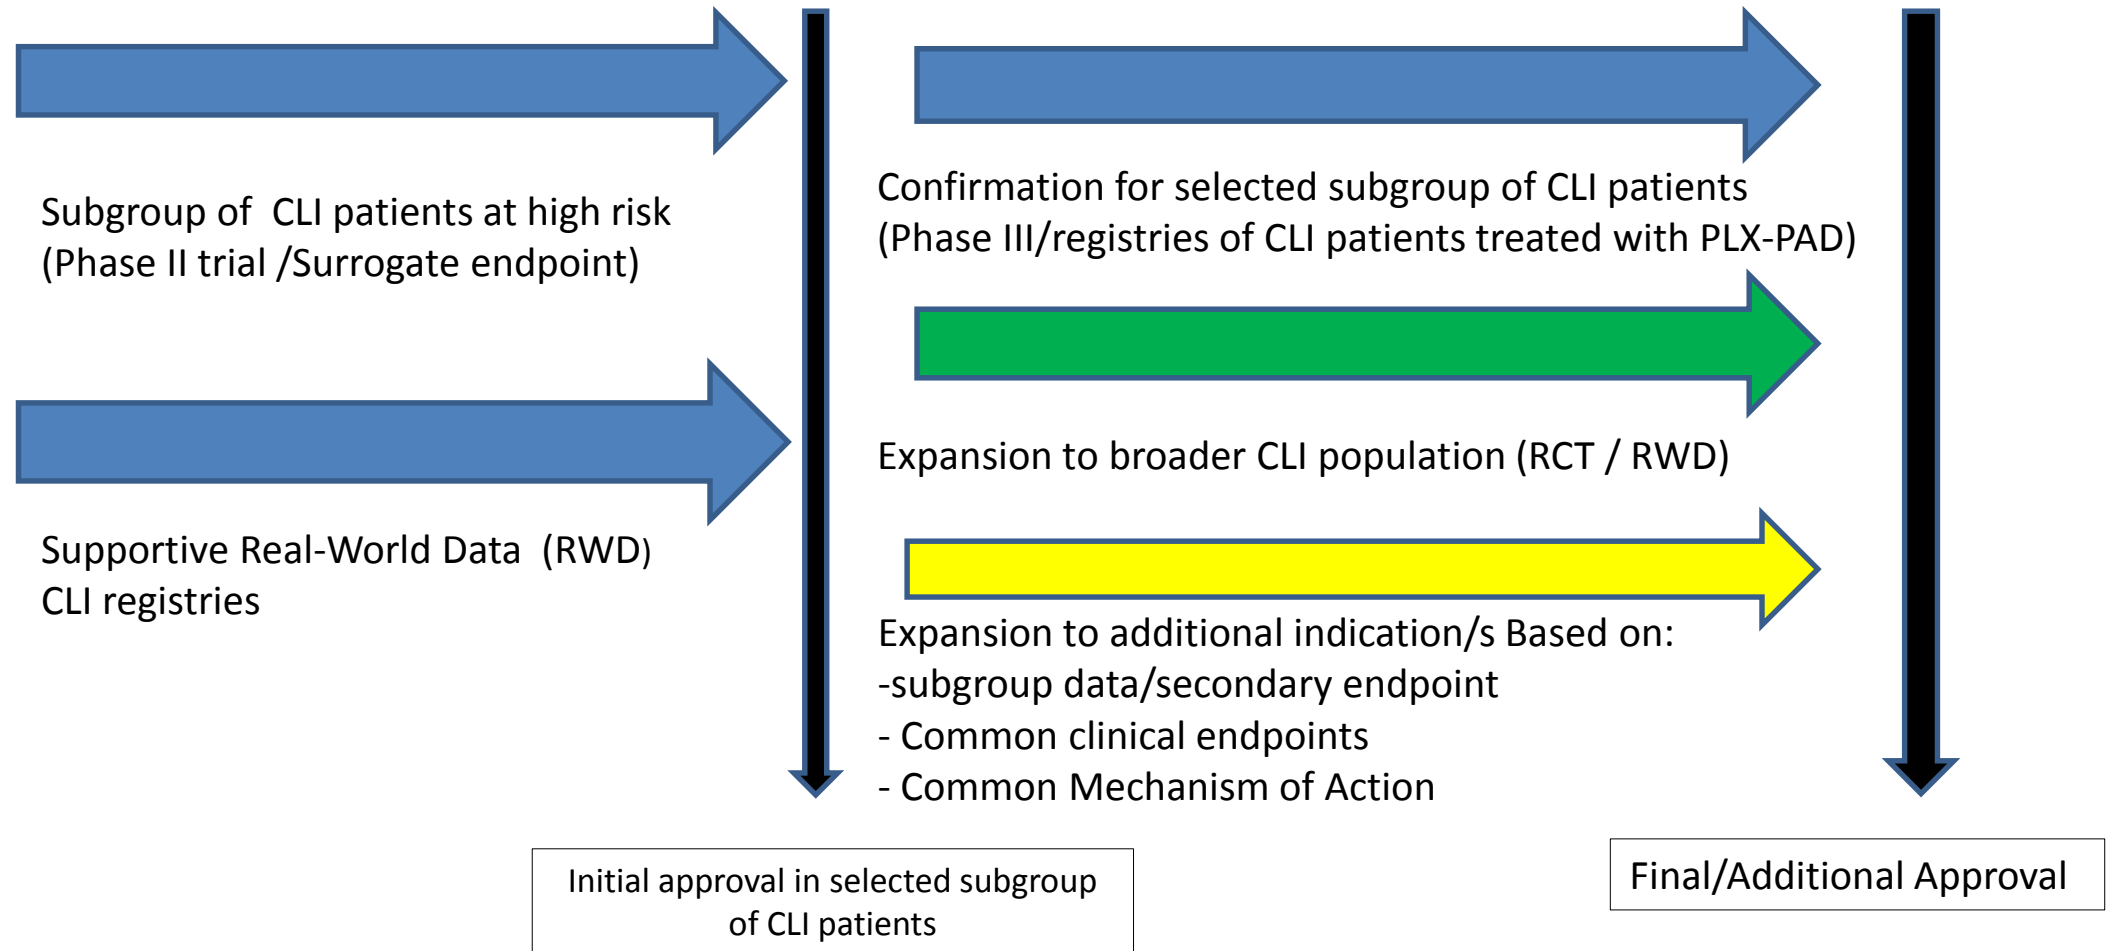 Subgroup of CLI patients at high risk
(Phase II trial /Surrogate endpoint)
Supportive Real-World Data (RWD)
CLI registries
Confirmation for selected subgroup of CLI patients
(Phase III/registries of CLI patients treated with PLX-PAD)
Expansion to broader CLI population (RCT / RWD)
Expansion to additional indication/s Based on:
-subgroup data/secondary endpoint
- Common clinical endpoints
- Common Mechanism of Action
Initial approval in selected subgroup
of CLI patients
Final/Additional Approval